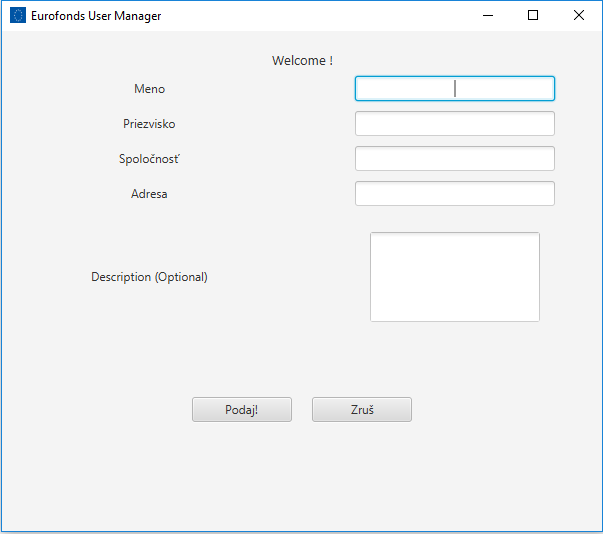 Eurofonds User Manager
Welcome !
Meno
Priezvisko
Spoločnosť
Adresa
Description (Optional)
Podaj!
Zruš